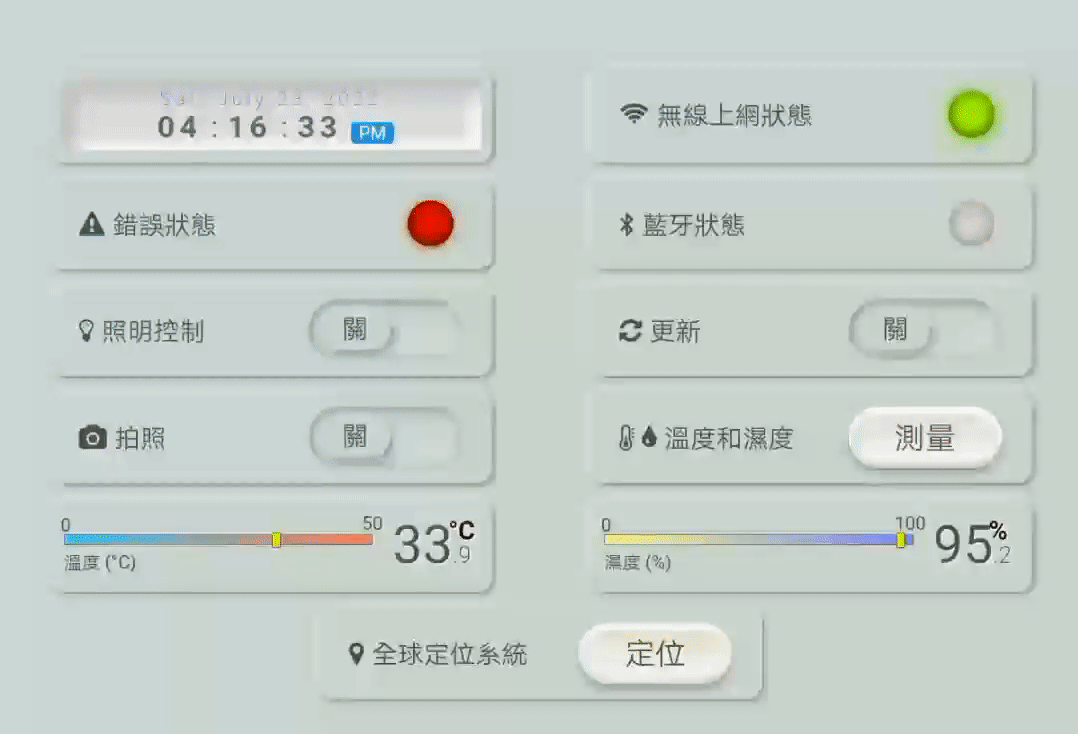 Sat July 23, 2022
04 : 16 : 33 PM
無線上網狀態
錯誤狀態
藍牙狀態
照明控制 關
更新 關
拍照 關
溫度和濕度 測量
0 50
33.9 °C
溫度 (°C)
0 100
95.2 %
濕度 (%)
全球定位系統 定位